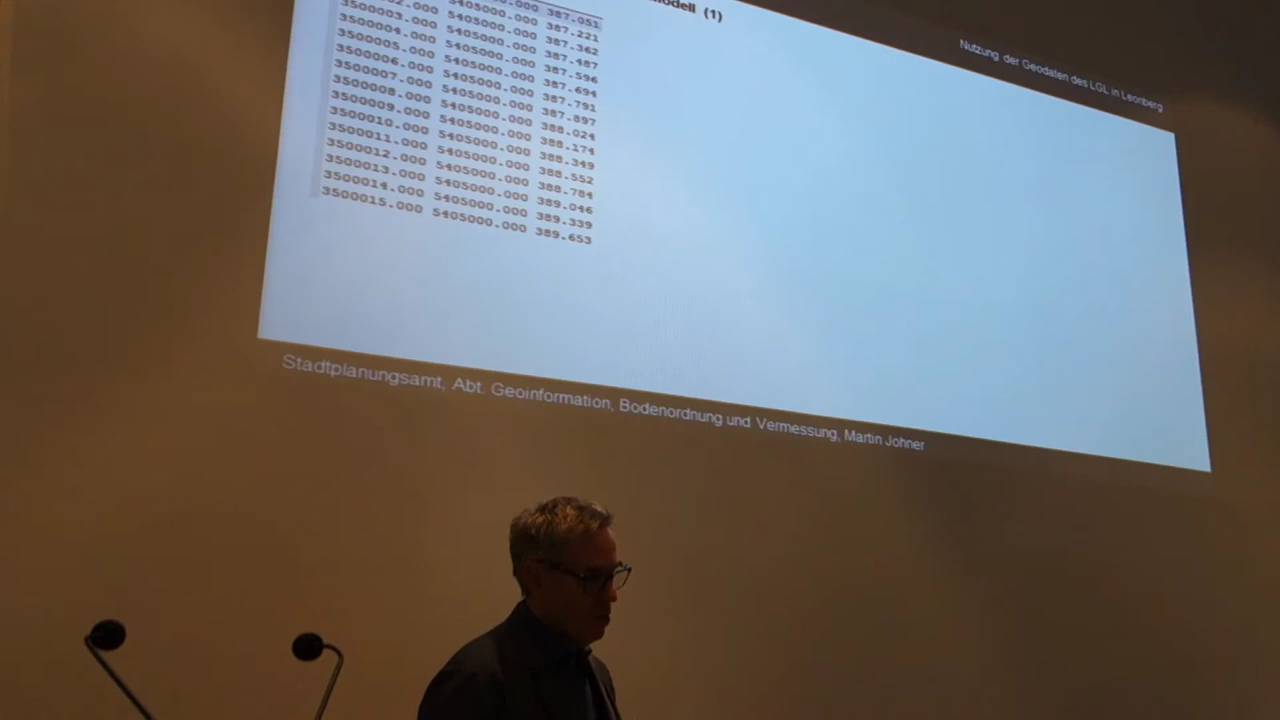 odell (1)
Nutzung der Geodaten des LGL in Leonberg
.000 387.051
5405000.000 387.221
02.000 5405000.000 387.362
3500003.000 5405000.000 387.487
3500004.000 5405000.000 387.596
3500005.000 5405000.000 387.694
3500006.000 5405000.000 387.791
3500007.000 5405000.000 387.897
3500008.000 5405000.000 388.024
3500009.000 5405000.000 388.174
3500010.000 5405000.000 388.349
3500011.000 5405000.000 388.552
3500012.000 5405000.000 388.784
3500013.000 5405000.000 389.046
3500014.000 5405000.000 389.339
3500015.000 5405000.000 389.653
Stadtplanungsamt, Abt. Geoinformation, Bodenordnung und Vermessung, Martin Johner